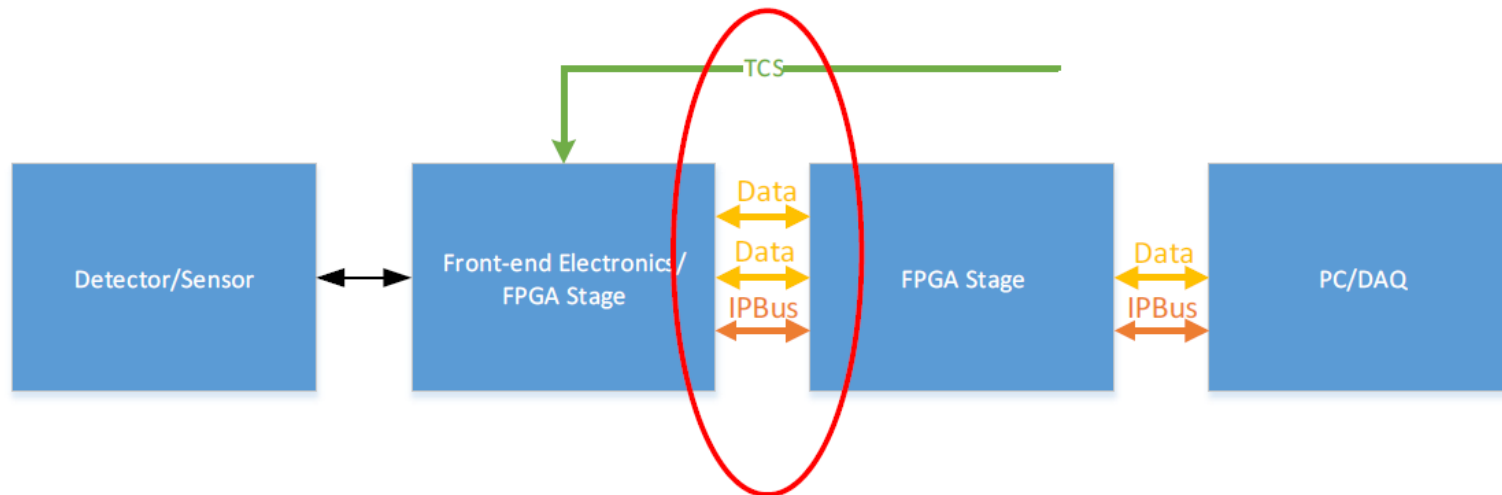 TCS
Detector/Sensor
Front-end Electronics/
FPGA Stage
Data
Data
IPBus
FPGA Stage
Data
IPBus
PC/DAQ